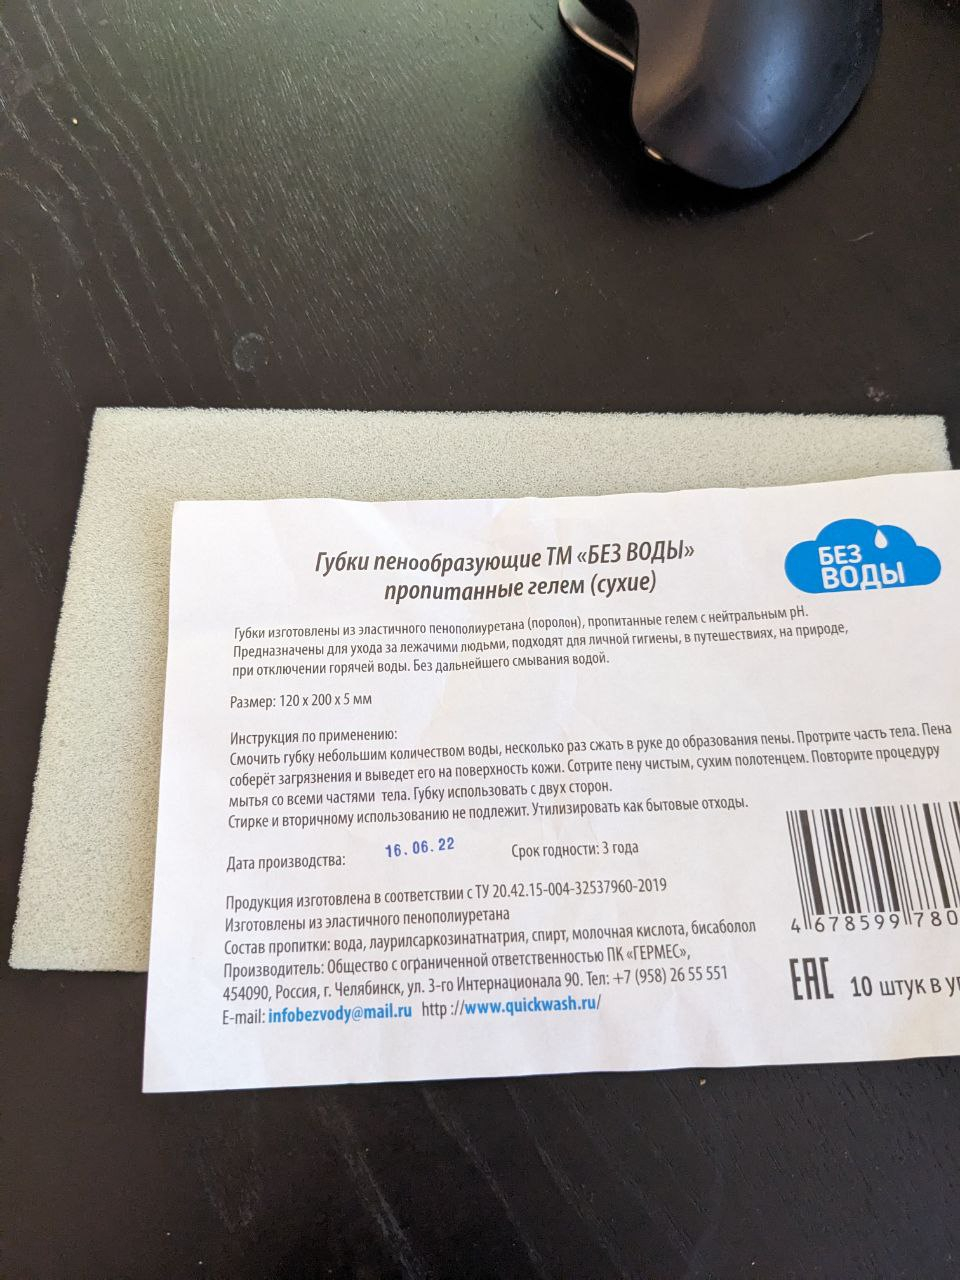 Губки пенообразующие ТМ «БЕЗ ВОДЫ»
пропитанные гелем (сухие)
БЕЗ
ВОДЫ
Губки изготовлены из эластичного пенополиуретана (поролон), пропитанные гелем с нейтральным pH.
Предназначены для ухода за лежачими людьми, подходят для личной гигиены, в путешествиях, на природе,
при отключении горячей воды. Без дальнейшего смывания водой.
Размер: 120 х 200 х 5 мм
Инструкция по применению:
Смочить губку небольшим количеством воды, несколько раз сжать в руке до образования пены. Протрите часть тела. Пена
соберёт загрязнения и выведет его на поверхность кожи. Сотрите пену чистым, сухим полотенцем. Повторите процедуру
мытья со всеми частями тела. Губку использовать с двух сторон.
Стирке и вторичному использованию не подлежит. Утилизировать как бытовые отходы.
Дата производства: 16.06.22 Срок годности: 3 года
Продукция изготовлена в соответствии с ТУ 20.42.15-004-32537960-2019
Изготовлены из эластичного пенополиуретана
Состав пропитки: вода, лаурилсаркозинатнатрия, спирт, молочная кислота, бисаболол
Производитель: Общество с ограниченной ответственностью ПК «ГЕРМЕС»,
454090, Россия, г. Челябинск, ул. 3-го Интернационала 90. Тел: +7 (958) 26 55 551
E-mail: infobezvody@mail.ru http ://www.quickwash.ru/
4 678599 780
ЕАС 10 штук в